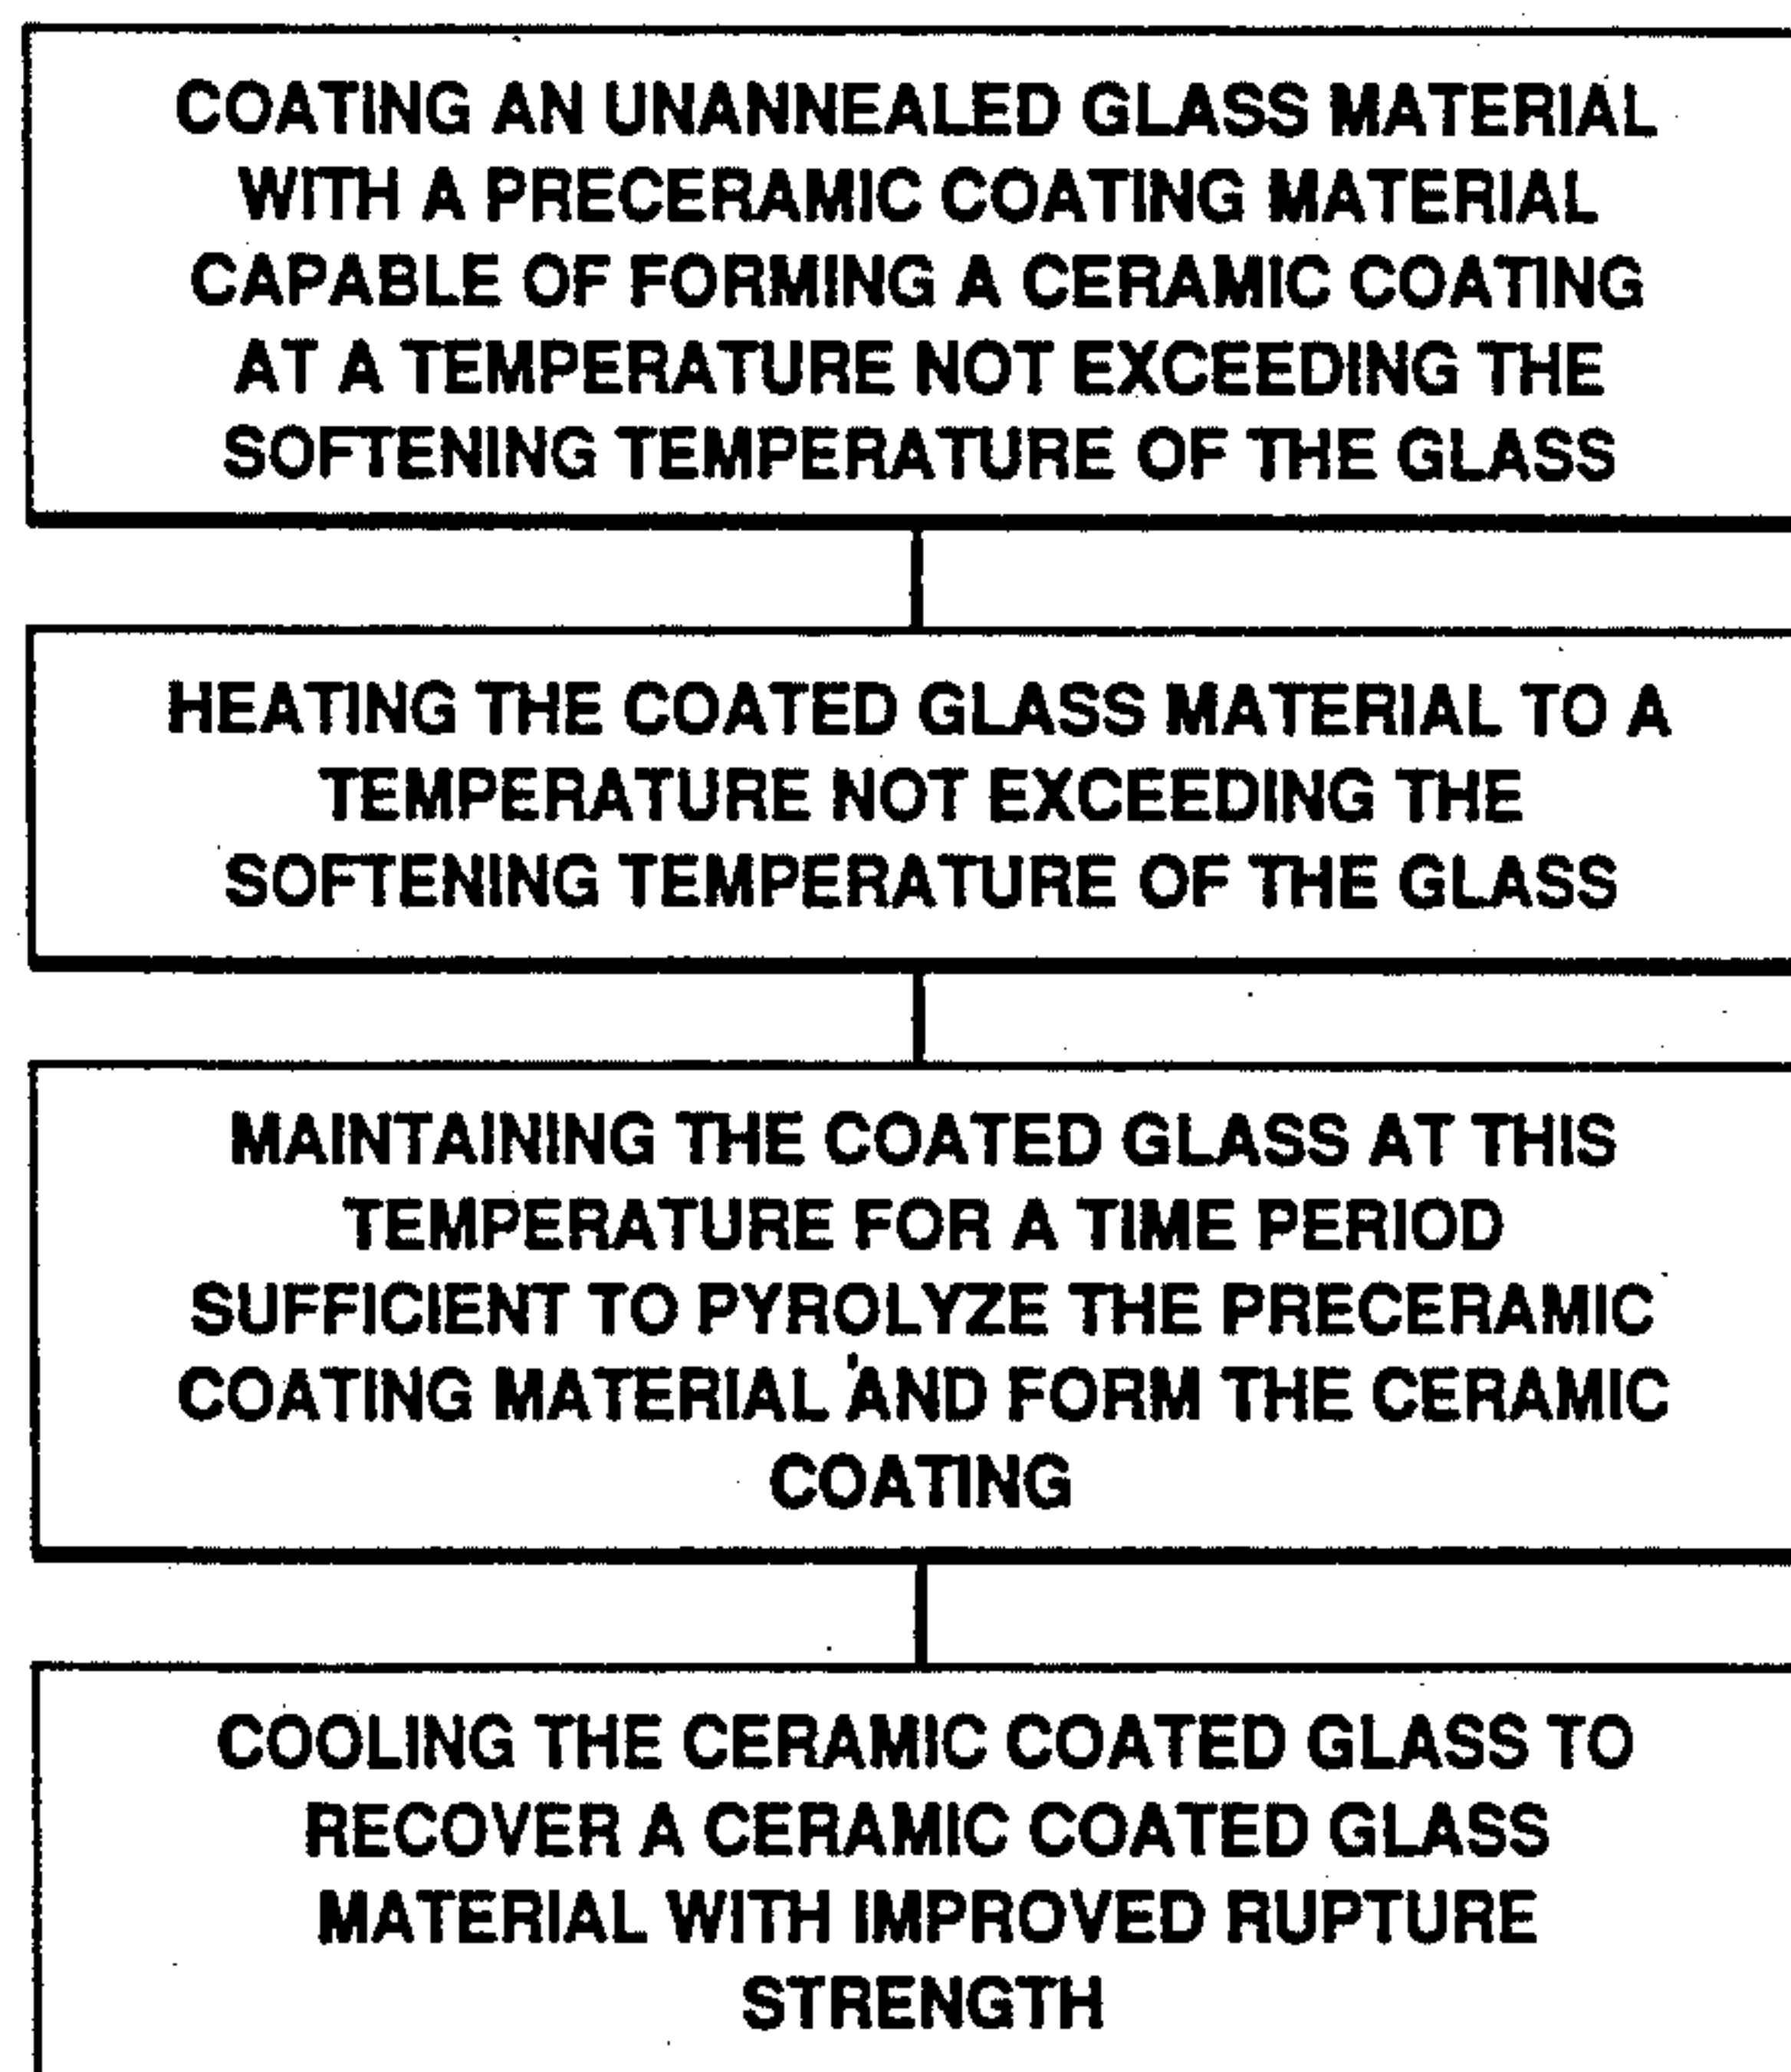 COATING AN UNANNEALED GLASS MATERIAL
WITH A PRECERAMIC COATING MATERIAL
CAPABLE OF FORMING A CERAMIC COATING
AT A TEMPERATURE NOT EXCEEDING THE
SOFTENING TEMPERATURE OF THE GLASS
HEATING THE COATED GLASS MATERIAL TO A
TEMPERATURE NOT EXCEEDING THE
SOFTENING TEMPERATURE OF THE GLASS
MAINTAINING THE COATED GLASS AT THIS
TEMPERATURE FOR A TIME PERIOD
SUFFICIENT TO PYROLYZE THE PRECERAMIC
COATING MATERIAL AND FORM THE CERAMIC
COATING
COOLING THE CERAMIC COATED GLASS TO
RECOVER A CERAMIC COATED GLASS
MATERIAL WITH IMPROVED RUPTURE
STRENGTH